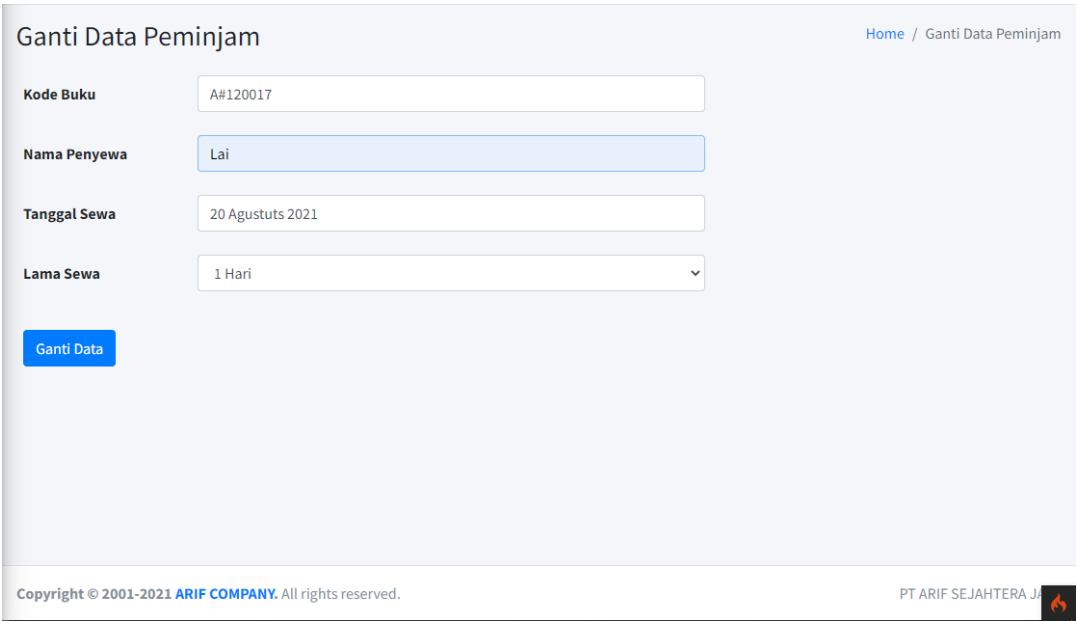 Ganti Data Peminjam
Home / Ganti Data Peminjam
Kode Buku A#120017
Nama Penyewa Lai
Tanggal Sewa 20 Agustuts 2021
Lama Sewa 1 Hari
Ganti Data
Copyright © 2001-2021 ARIF COMPANY. All rights reserved.
PT ARIF SEJAHTERA